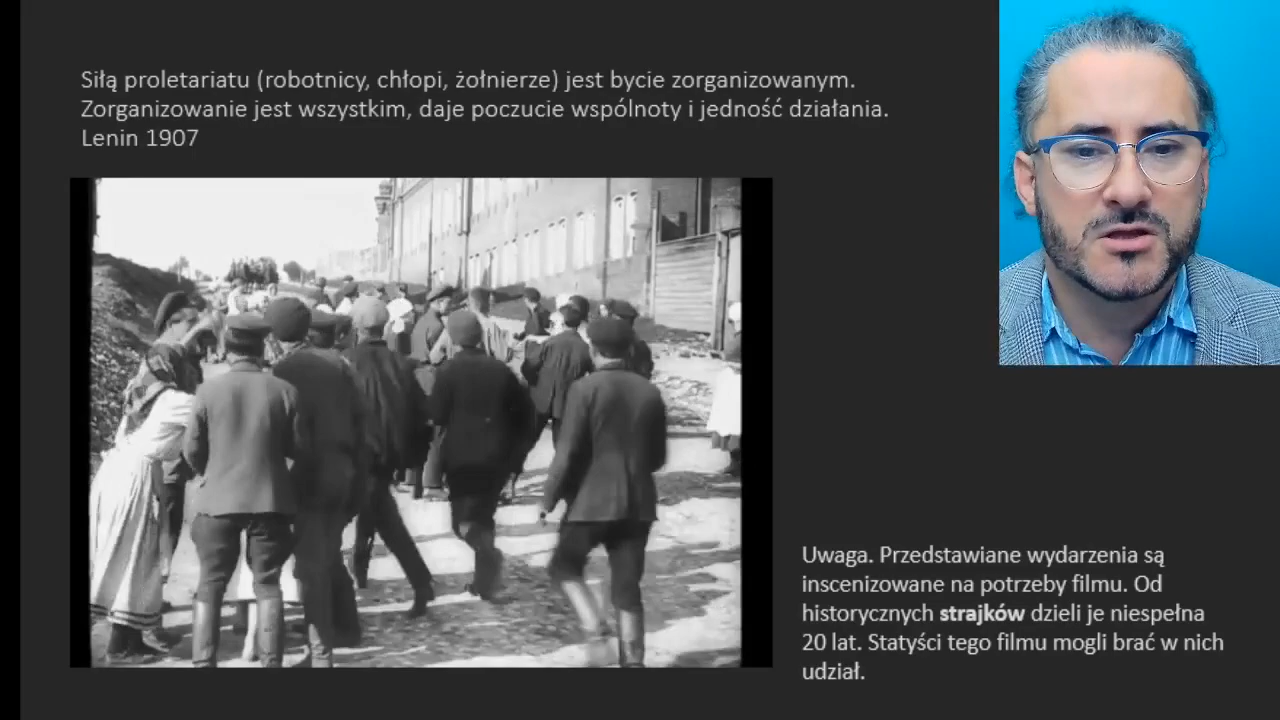 Siłą proletariatu (robotnicy, chłopi, żołnierze) jest bycie zorganizowanym.
Zorganizowanie jest wszystkim, daje poczucie wspólnoty i jedność działania.
Lenin 1907
Uwaga. Przedstawiane wydarzenia są
inscenizowane na potrzeby filmu. Od
historycznych strajków dzieli je niespełna
20 lat. Statyści tego filmu mogli brać w nich
udział.